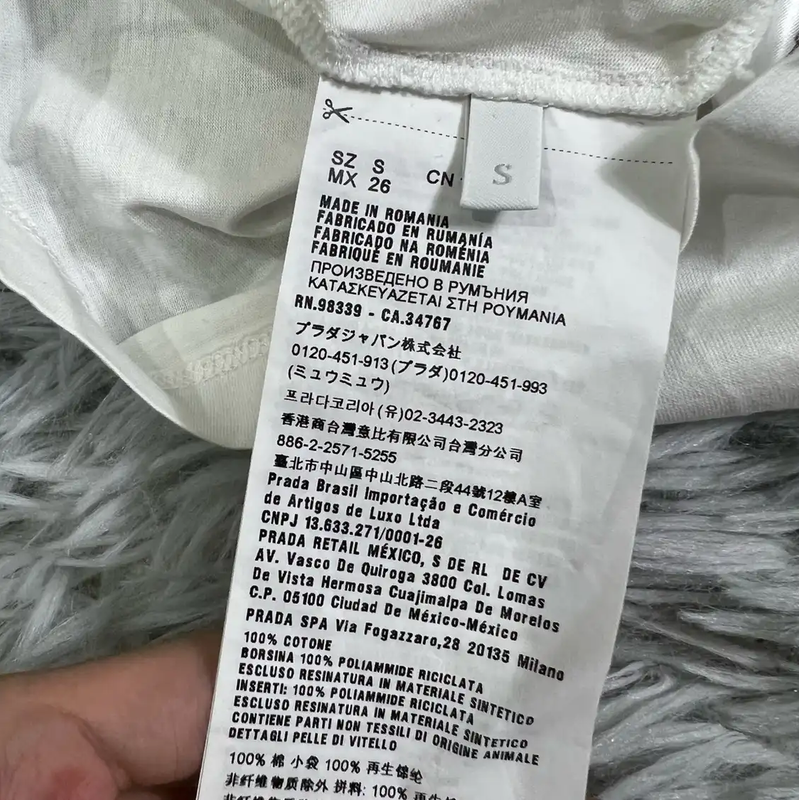 SZ S
MX 26 CN
S
MADE IN ROMANIA
FABRICADO EN RUMANÍA
FABRICADO NA ROMÉNIA
FABRIQUÉ EN ROUMANIE
ПРОИЗВЕДЕНО В РУМЪНИЯ
ΚΑΤΑΣΚΕΥΑΖΕΤΑΙ ΣΤΗ ΡΟΥΜΑΝΙΑ
RN.98339 - CA.34767
プラダジャパン株式会社
0120-451-913(プラダ)0120-451-993
(ミュウミュウ)
프라다코리아(유)02-3443-2323
香港商台灣意比有限公司台灣分公司
886-2-2571-5255
臺北市中山區中山北路二段44號12樓A室
Prada Brasil Importação e Comércio
de Artigos de Luxo Ltda
CNPJ 13.633.271/0001-26
PRADA RETAIL MÉXICO, S DE RL DE CV
AV. Vasco De Quiroga 3800 Col. Lomas
De Vista Hermosa Cuajimalpa De Morelos
C.P. 05100 Ciudad De México-México
PRADA SPA Via Fogazzaro,28 20135 Milano
100% COTONE
BORSINA 100% POLIAMMIDE RICICLATA
ESCLUSO RESINATURA IN MATERIALE SINTETICO
INSERTI: 100% POLIAMMIDE RICICLATA
ESCLUSO RESINATURA IN MATERIALE SINTETICO
CONTIENE PARTI NON TESSILI DI ORIGINE ANIMALE
DETTAGLI PELLE DI VITELLO
100% 棉 小袋 100% 再生锦纶
非纤维物质除外 拼料: 100% 再生